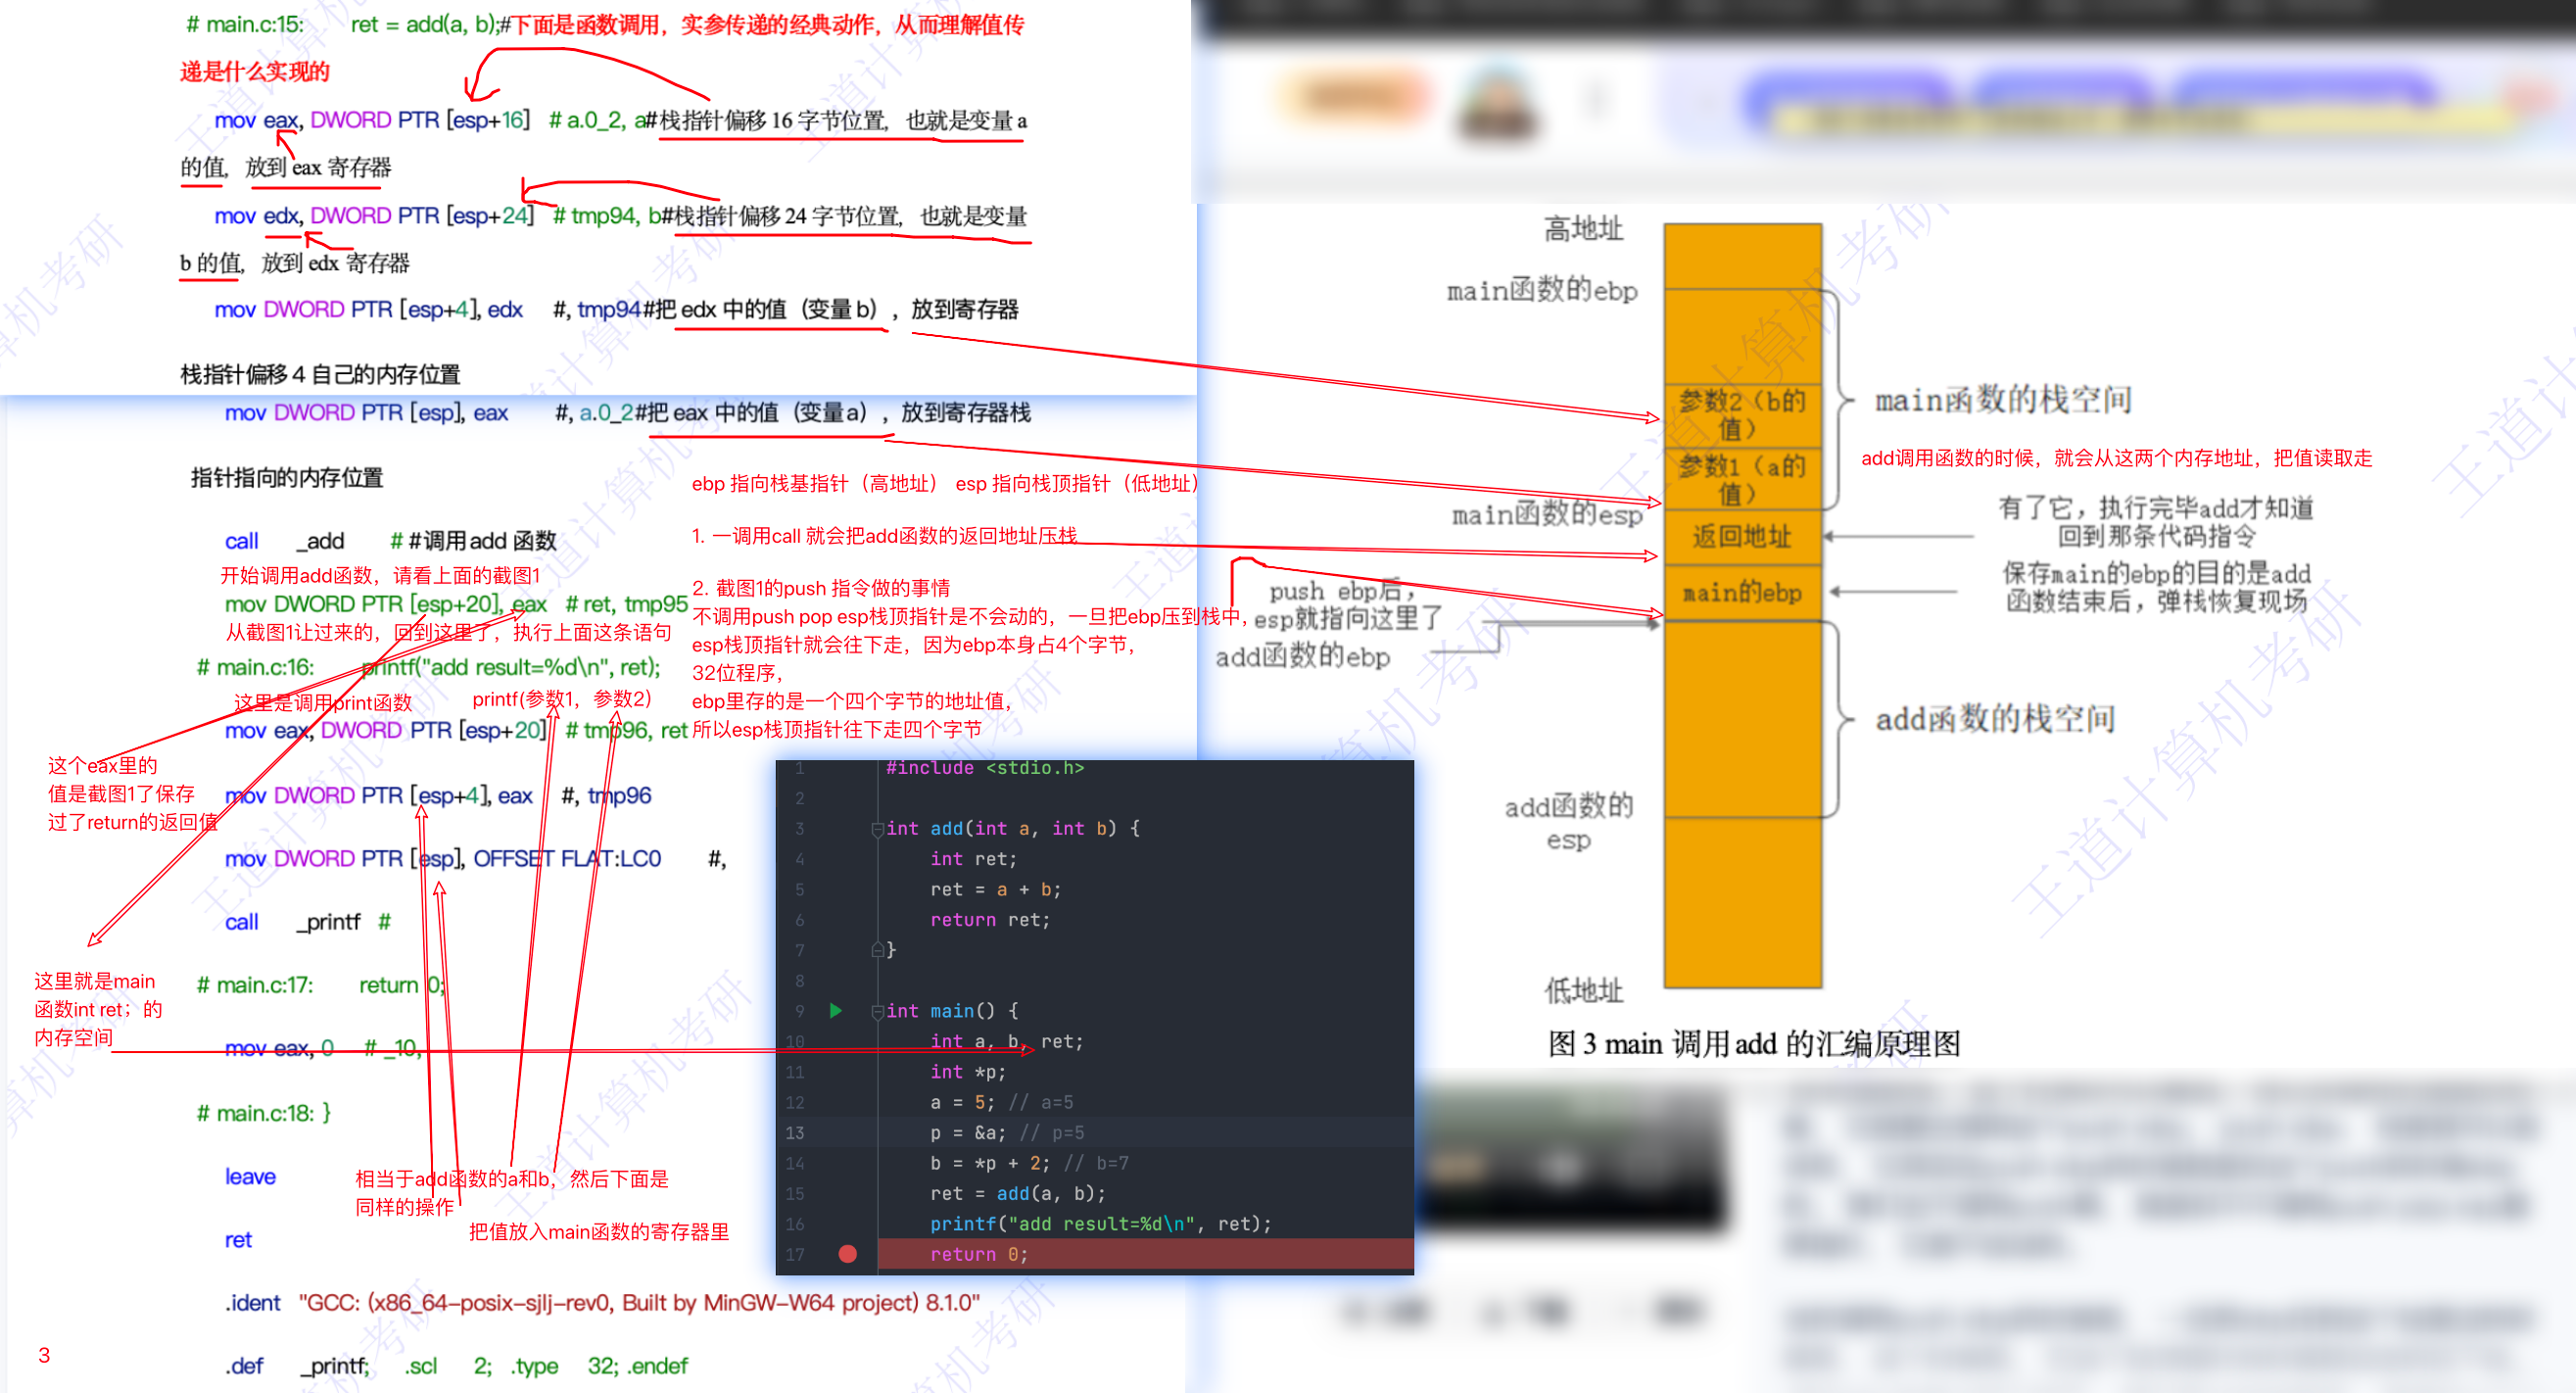 # main.c:15:        ret = add(a, b);#下面是函数调用，实参传递的经典动作，从而理解值传
递是什么实现的
mov eax, DWORD PTR [esp+16]   # a.0_2, a#栈指针偏移 16 字节位置，也就是变量 a
的值，放到 eax 寄存器
mov edx, DWORD PTR [esp+24]   # tmp94, b#栈指针偏移 24 字节位置，也就是变量
b 的值，放到 edx 寄存器
mov DWORD PTR [esp+4], edx     #, tmp94#把 edx 中的值（变量 b），放到寄存器
栈指针偏移 4 自己的内存位置
mov DWORD PTR [esp], eax       #, a.0_2#把 eax 中的值（变量a），放到寄存器栈
指针指向的内存位置
call      _add       # #调用 add 函数
开始调用add函数，请看上面的截图1
mov DWORD PTR [esp+20], eax   # ret, tmp95
从截图1让过来的，回到这里了，执行上面这条语句
# main.c:16:       printf("add result=%d\n", ret);
这里是调用print函数
printf(参数1，参数2)
mov eax, DWORD PTR [esp+20]   # tmp96, ret
这个eax里的
值是截图1了保存
过了return的返回值
mov DWORD PTR [esp+4], eax    #, tmp96
mov DWORD PTR [esp], OFFSET FLAT:LC0       #,
call      _printf   #
这里就是main
函数int ret；的
内存空间
# main.c:17:       return 0;
mov eax, 0     # _10,
# main.c:18: }
leave
相当于add函数的a和b，然后下面是
同样的操作
把值放入main函数的寄存器里
ret
.ident   "GCC: (x86_64-posix-sjlj-rev0, Built by MinGW-W64 project) 8.1.0"
.def      _printf;     .scl     2;   .type     32;  .endef
3
ebp 指向栈基指针（高地址） esp 指向栈顶指针（低地址）
1. 一调用call 就会把add函数的返回地址压栈
2. 截图1的push 指令做的事情
不调用push pop esp栈顶指针是不会动的，一旦把ebp压到栈中，
esp栈顶指针就会往下走，因为ebp本身占4个字节，
32位程序，
ebp里存的是一个四个字节的地址值，
所以esp栈顶指针往下走四个字节
1 #include <stdio.h>
2
3 int add(int a, int b) {
4     int ret;
5     ret = a + b;
6     return ret;
7 }
8
9 int main() {
10     int a, b, ret;
11     int *p;
12     a = 5; // a=5
13     p = &a; // p=5
14     b = *p + 2; // b=7
15     ret = add(a, b);
16     printf("add result=%d\n", ret);
17     return 0;
高地址
main函数的ebp
参数2（b的
值）
main函数的栈空间
参数1（a的
值）
add调用函数的时候，就会从这两个内存地址，把值读取走
main函数的esp
返回地址
有了它，执行完毕add才知道
回到那条代码指令
main的ebp
保存main的ebp的目的是add
函数结束后，弹栈恢复现场
push ebp后，
esp就指向这里了
add函数的ebp
add函数的栈空间
add函数的
esp
低地址
图 3 main 调用 add 的汇编原理图
王道计算机考研
王道计算机考研
王道计算机考研
王道计算机考研